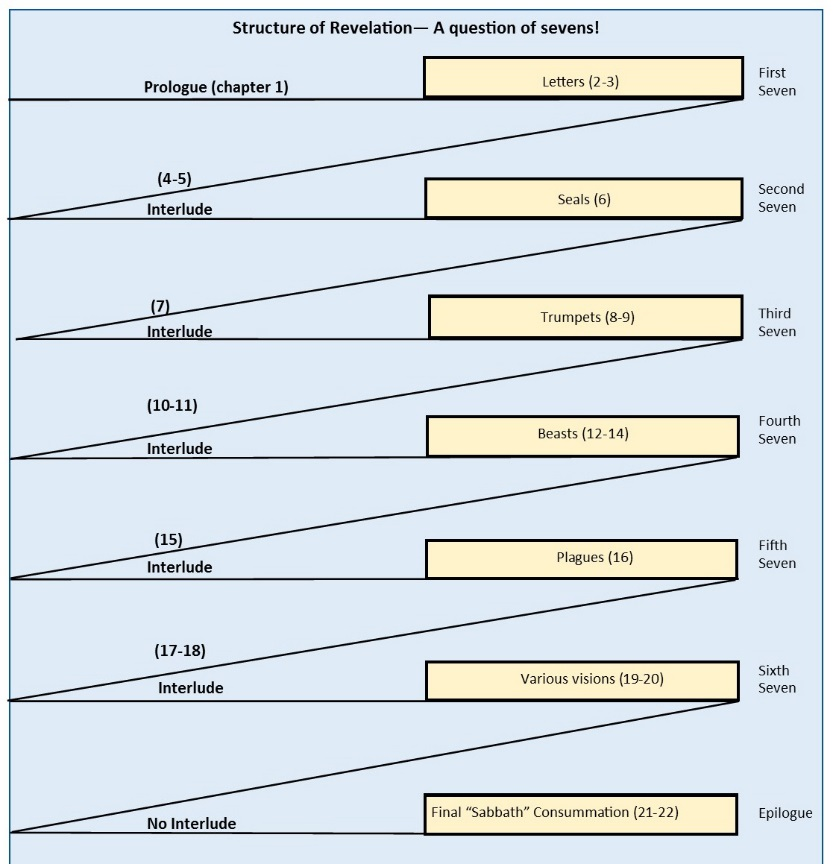 Structure of Revelation— A question of sevens!
Prologue (chapter 1)
Letters (2-3)
First
Seven
(4-5)
Interlude
Seals (6)
Second
Seven
(7)
Interlude
Trumpets (8-9)
Third
Seven
(10-11)
Interlude
Beasts (12-14)
Fourth
Seven
(15)
Interlude
Plagues (16)
Fifth
Seven
(17-18)
Interlude
Various visions (19-20)
Sixth
Seven
No Interlude
Final “Sabbath” Consummation (21-22)
Epilogue